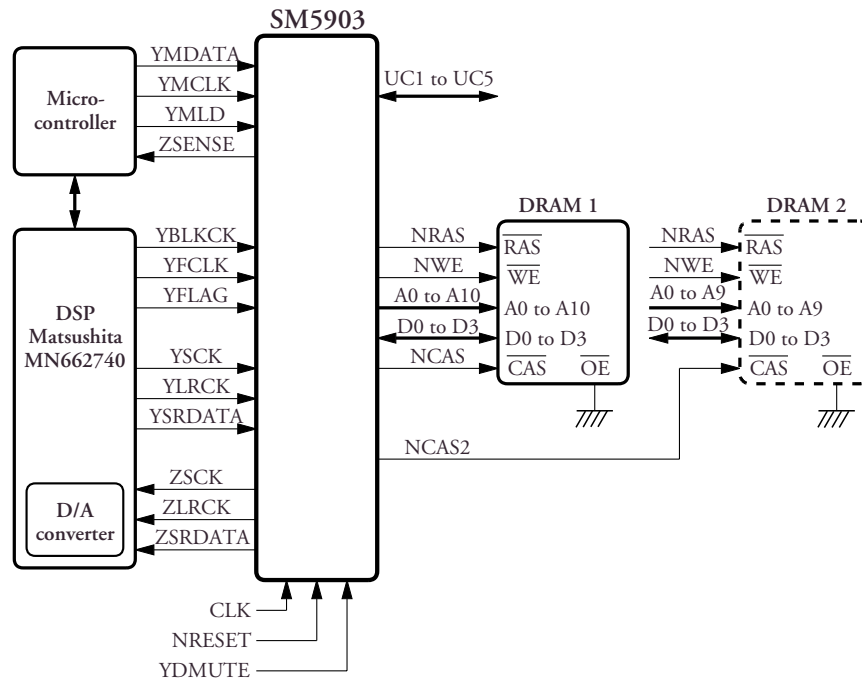 SM5903
YMDATA
YMCLK
YMLD
ZSENSE
Micro-
controller
UC1 to UC5
DRAM 1
DRAM 2
YBLKCK
YFCLK
YFLAG
DSP
Matsushita
MN662740
YSCK
YLRCK
YSRDATA
ZSCK
ZLRCK
ZSRDATA
D/A
converter
NRAS
NWE
A0 to A10
D0 to D3
NCAS
RAS
WE
A0 to A10
D0 to D3
CAS OE
NRAS
NWE
A0 to A9
D0 to D3
RAS
WE
A0 to A9
D0 to D3
CAS OE
NCAS2
CLK
NRESET
YDMUTE